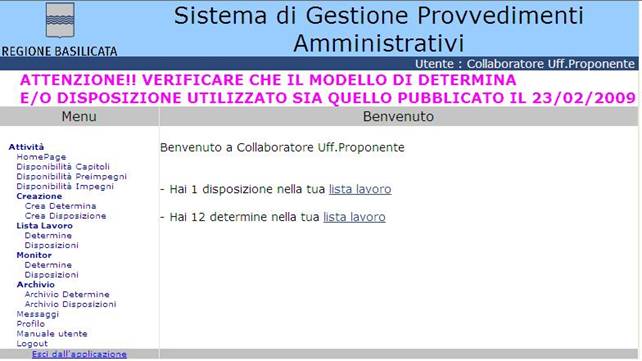 Sistema di Gestione Provvedimenti
Amministrativi
REGIONE BASILICATA
Utente : Collaboratore Uff.Proponente
ATTENZIONE!! VERIFICARE CHE IL MODELLO DI DETERMINA
E/O DISPOSIZIONE UTILIZZATO SIA QUELLO PUBBLICATO IL 23/02/2009
Menu
Attività
HomePage
Disponibilità Capitoli
Disponibilità Preimpegni
Disponibilità Impegni
Creazione
Crea Determina
Crea Disposizione
Lista Lavoro
Determine
Disposizioni
Monitor
Determine
Disposizioni
Archivio
Archivio Determine
Archivio Disposizioni
Messaggi
Profilo
Manuale utente
Logout
Esci dall'applicazione
Benvenuto
Benvenuto a Collaboratore Uff.Proponente
- Hai 1 disposizione nella tua lista lavoro
- Hai 12 determine nella tua lista lavoro